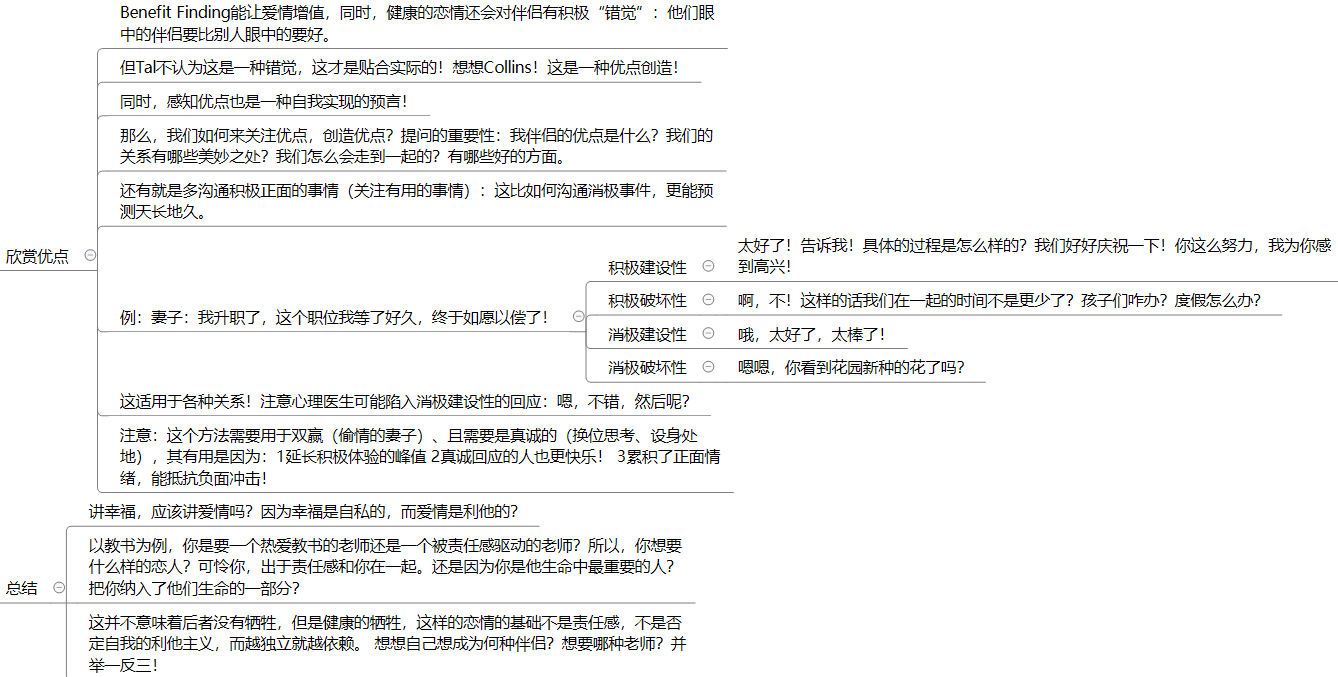 Benefit Finding能让爱情增值，同时，健康的恋情还会对伴侣有积极“错�”：他们眼
中的伴侣要比别人眼中的要好。
但Tal不认为这是一种错觉，这才是贴合实际的！想想Collins！这是一种优点创造！
同时，感知优点也是一种自我实现的预言！
那么，我们如何来关注优点，创造优点？提问的重要性：我伴侣的优点是什么？我们的
关系有哪些美妙之处？我们怎么会走到一起的？有哪些好的方面。
还有就是多沟通积极正面的事情（关注有用的事情）：这比如何沟通消极事件，更能预
测天长地久。
欣赏优点
例：妻子：我升职了，这个职位我等了好久，终于如愿以偿了！
积极建设性
太好了！告诉我！具体的过程是怎么样的？我们好好庆祝一下！你这么努力，我为你感
到高兴！
积极破坏性
啊，不！这样的话我们在一起的时间不是更少了？孩子们咋办？度假怎么办？
消极建设性
哦，太好了，太棒了！
消极破坏性
嗯嗯，你看到花园新种的花了吗？
这适用于各种关系！注意心理医生可能陷入消极建设性的回应：嗯，不错，然后呢？
注意：这个方法需要用于双赢（偷情的妻子）、且需要是真诚的（换位思考、设身处
地），其有用是因为：1延长积极体验的峰值 2真诚回应的人也更快乐！ 3累积了正面情
绪，能抵抗负面冲击！
总结
讲幸福，应该讲爱情吗？因为幸福是自私的，而爱情是利他的？
以教书为例，你是要一个热爱教书的老师还是一个被责任感驱动的老师？所以，你想要
什么样的恋人？可怜你，出于责任感和你在一起。还是因为你是他生命中最重要的人？
把你纳入了他们生命的一部分？
这并不意味着后者没有牺牲，但是健康的牺牲，这样的恋情的基础不是责任感，不是否
定自我的利他主义，而越独立就越依赖。 想想自己想成为何种伴侣？想要哪种老师？并
举一反三！